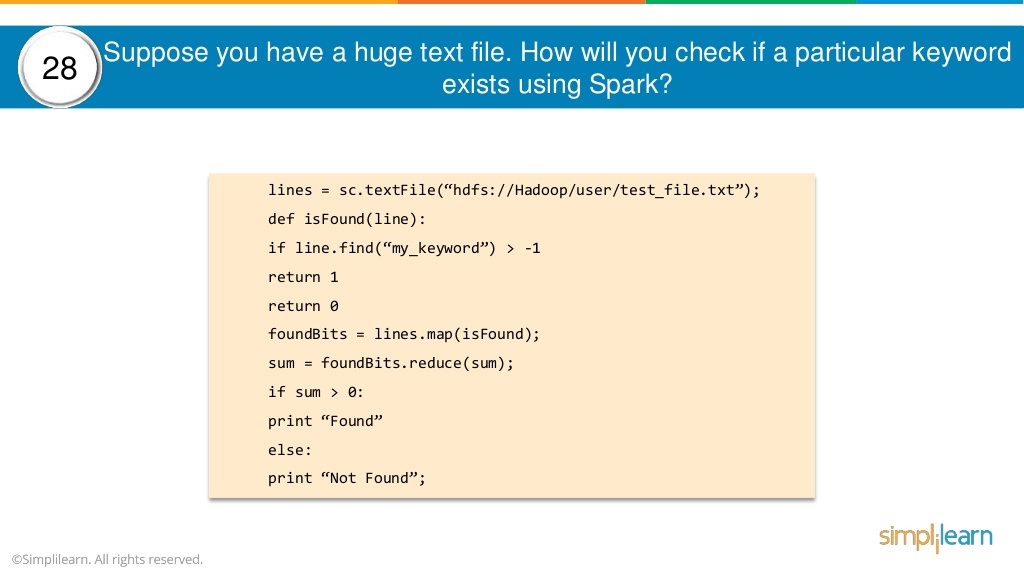 28
Suppose you have a huge text file. How will you check if a particular keyword
exists using Spark?
lines = sc.textFile(“hdfs://Hadoop/user/test_file.txt”);
def isFound(line):
if line.find(“my_keyword”) > -1
return 1
return 0
foundBits = lines.map(isFound);
sum = foundBits.reduce(sum);
if sum > 0:
print “Found”
else:
print “Not Found”;
simplilearn
©Simplilearn. All rights reserved.